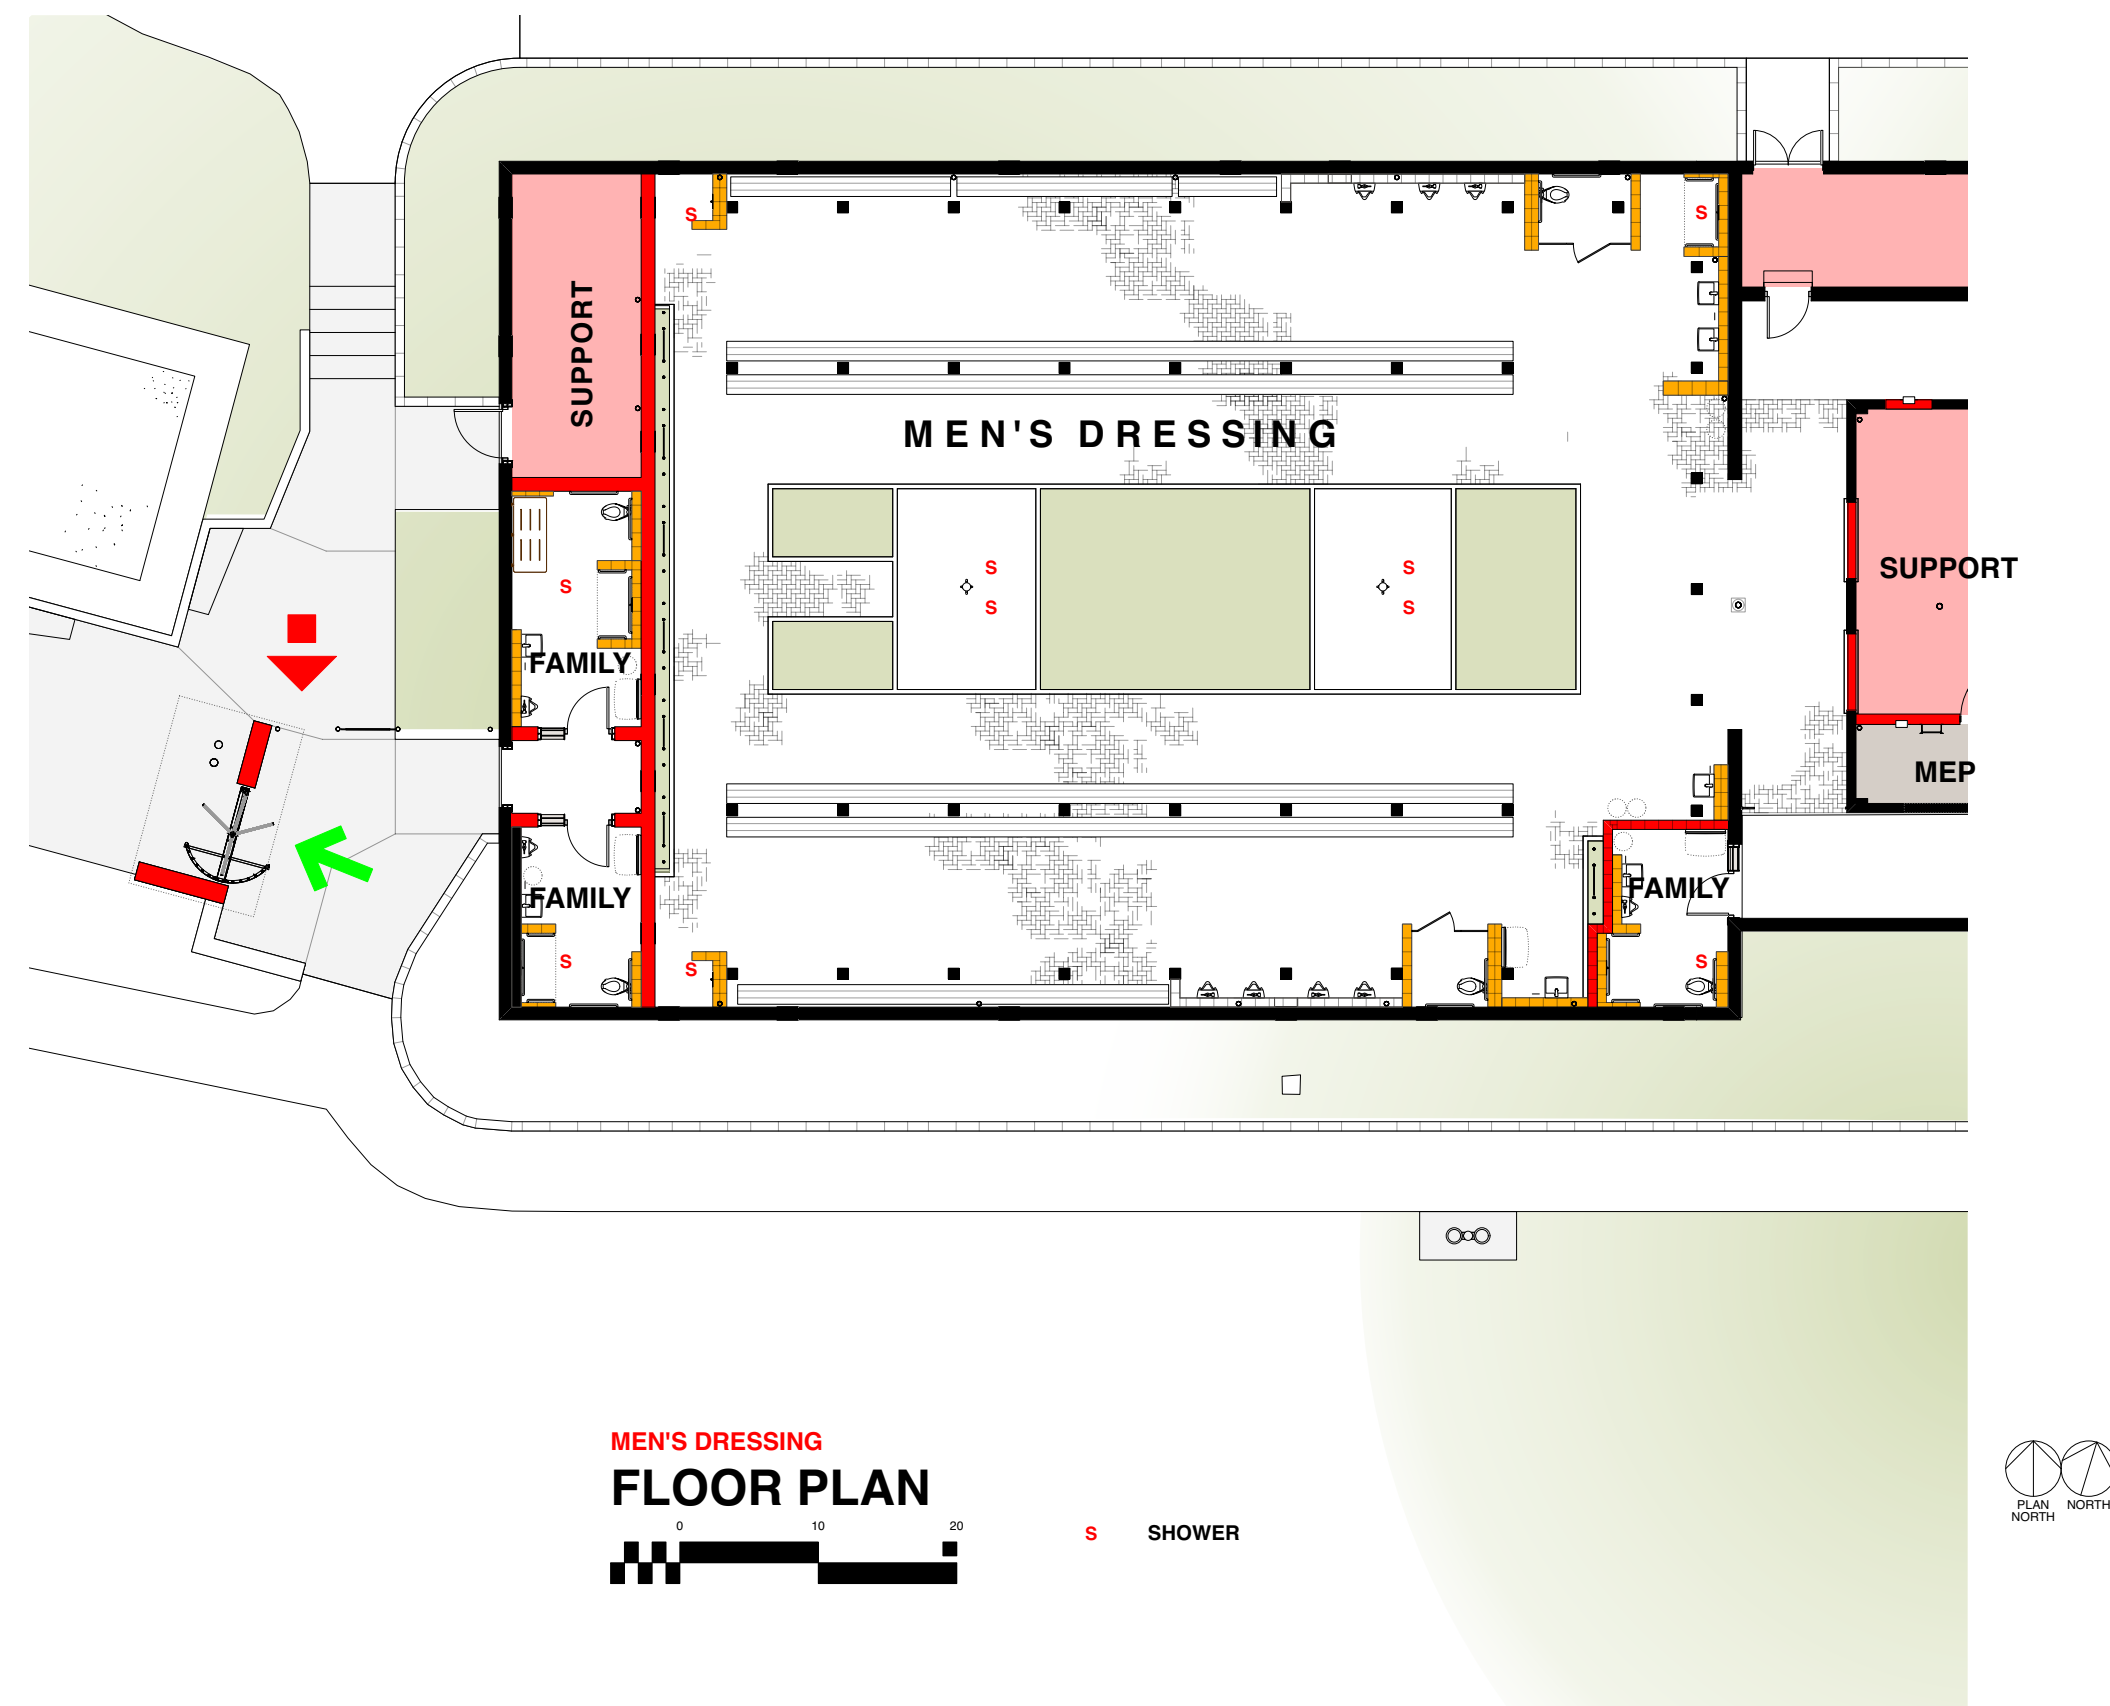 S
S
SUPPORT
MEN'S DRESSING
S
S
S
S
SUPPORT
S
FAMILY
MEP
FAMILY
FAMILY
S
S
S
MEN'S DRESSING
FLOOR PLAN
0 10 20
S SHOWER
PLAN
NORTH
NORTH